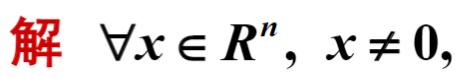 解 ∀x ∈ Rⁿ, x ≠ 0,